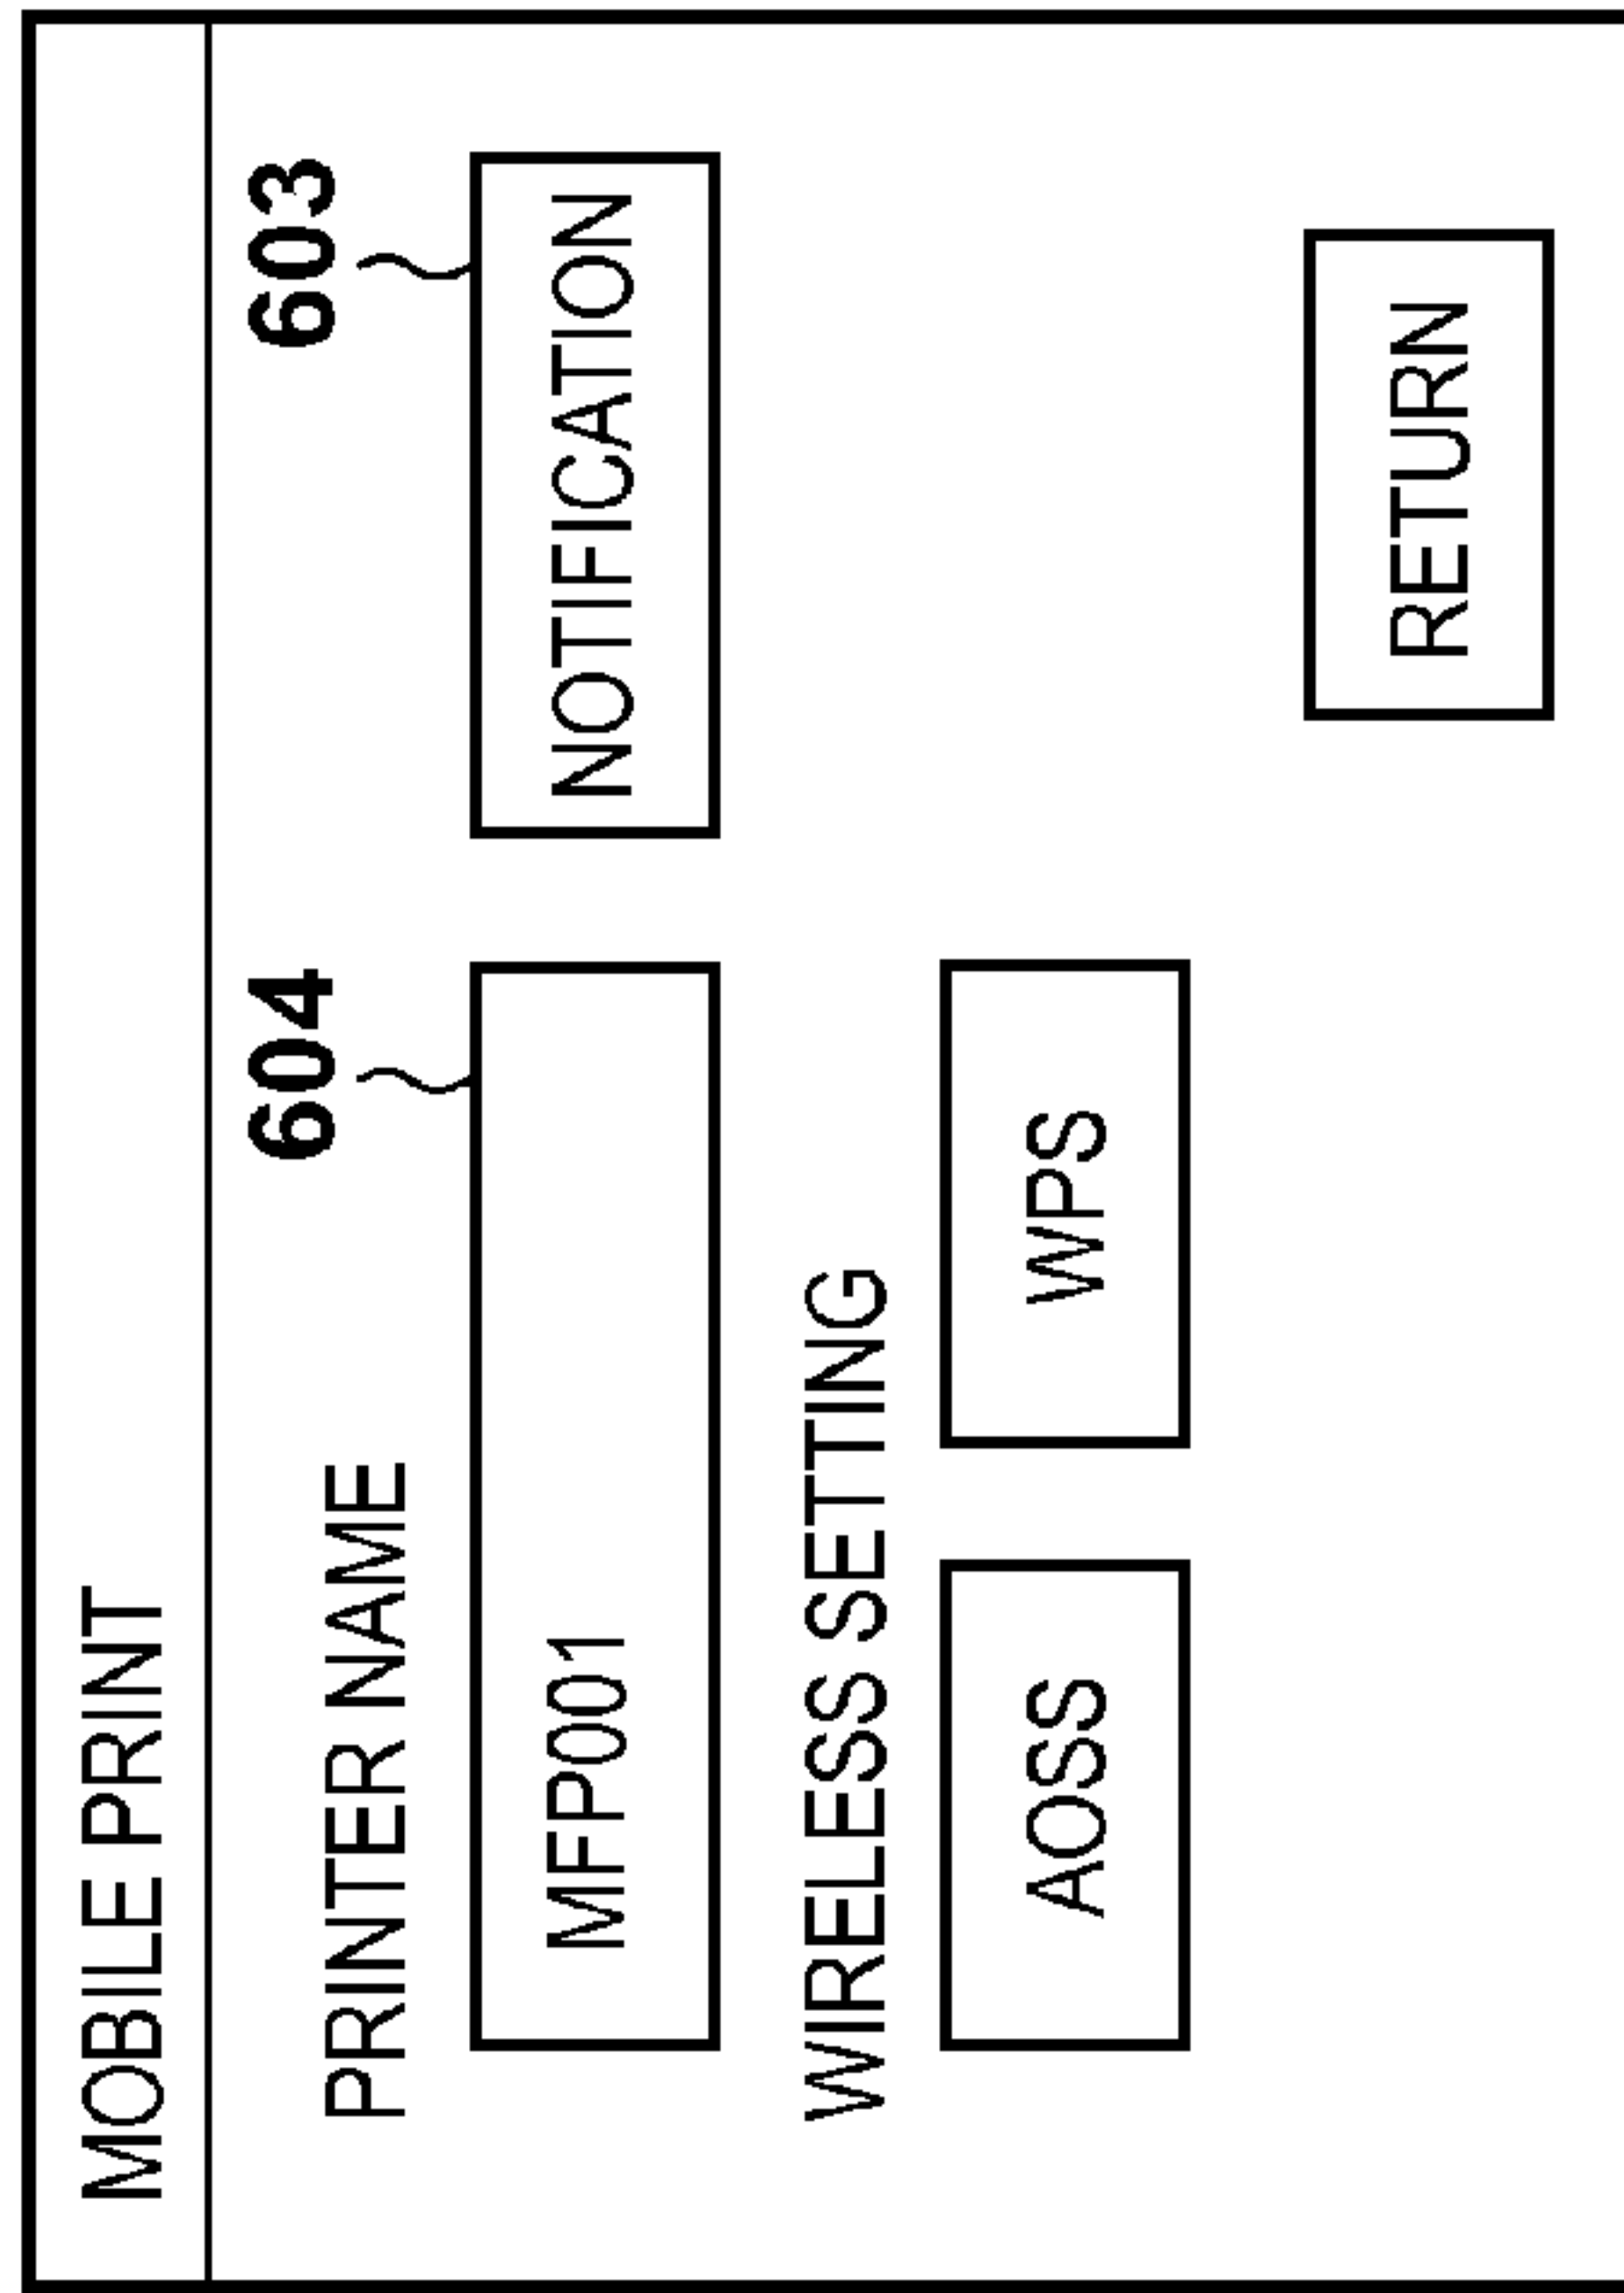 MOBILE PRINT
604 603
PRINTER NAME
MFP001 NOTIFICATION
WIRELESS SETTING
AOSS WPS
RETURN